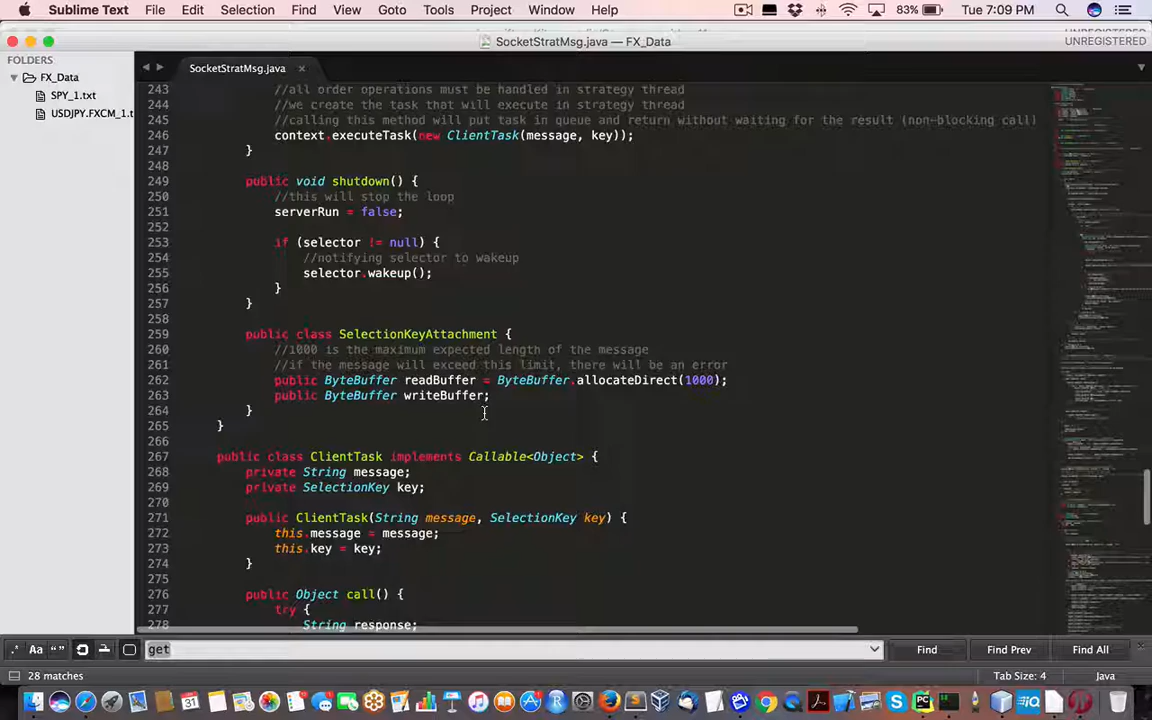 Sublime Text File Edit Selection Find View Goto Tools Project Window Help 83% Tue 7:09 PM
SocketStratMsg.java — FX_Data UNREGISTERED
UNREGISTERED
FOLDERS
FX_Data
SPY_1.txt
USDJPY.FXCM_1.t
SocketStratMsg.java ×
243 //all order operations must be handled in strategy thread
244 //we create the task that will execute in strategy thread
245 //calling this method will put task in queue and return without waiting for the result (non-blocking call)
246 context.executeTask(new ClientTask(message, key));
247 }
248
249 public void shutdown() {
250 //this will stop the loop
251 serverRun = false;
252
253 if (selector != null) {
254 //notifying selector to wakeup
255 selector.wakeup();
256 }
257 }
258
259 public class SelectionKeyAttachment {
260 //1000 is the maximum expected length of the message
261 //if the message will exceed this limit, there will be an error
262 public ByteBuffer readBuffer = ByteBuffer.allocateDirect(1000);
263 public ByteBuffer writeBuffer;
264 }
265 }
266
267 public class ClientTask implements Callable<Object> {
268 private String message;
269 private SelectionKey key;
270
271 public ClientTask(String message, SelectionKey key) {
272 this.message = message;
273 this.key = key;
274 }
275
276 public Object call() {
277 try {
278 String response;
.* Aa “” get Find Find Prev Find All
28 matches Tab Size: 4 Java